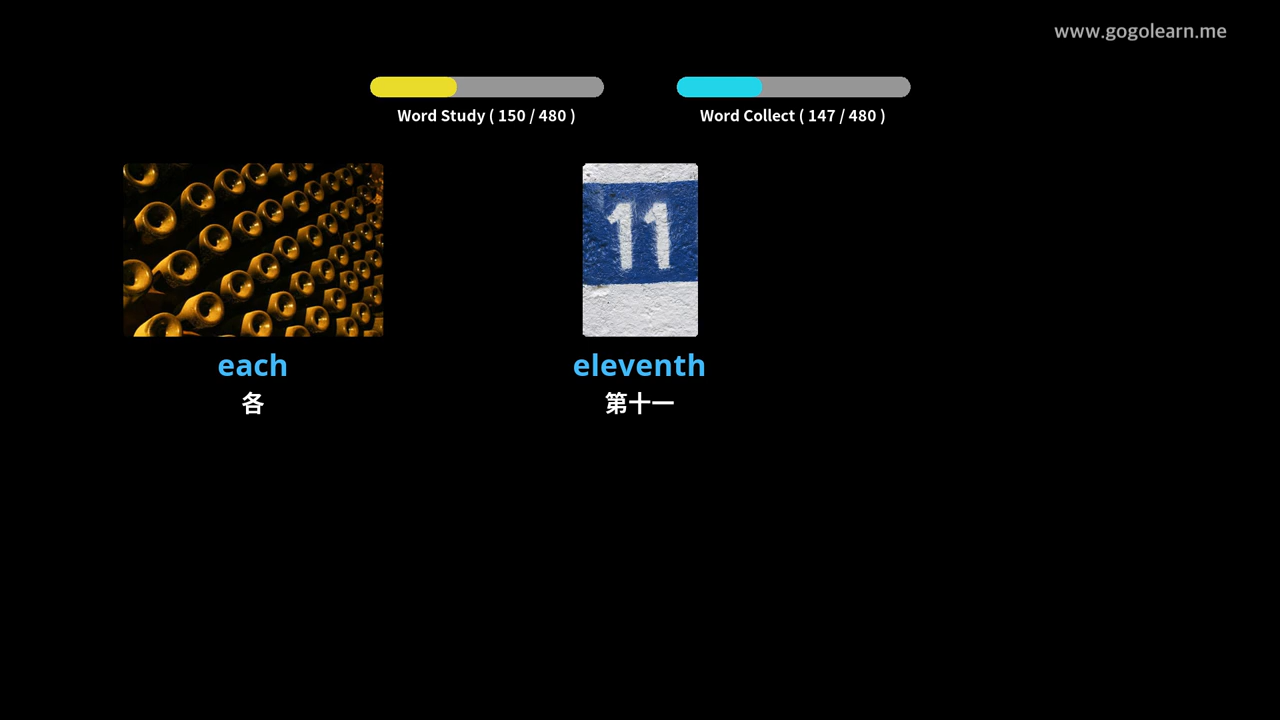 www.gogolearn.me
Word Study ( 150 / 480 )
Word Collect ( 147 / 480 )
11
each
eleventh
各
第十一